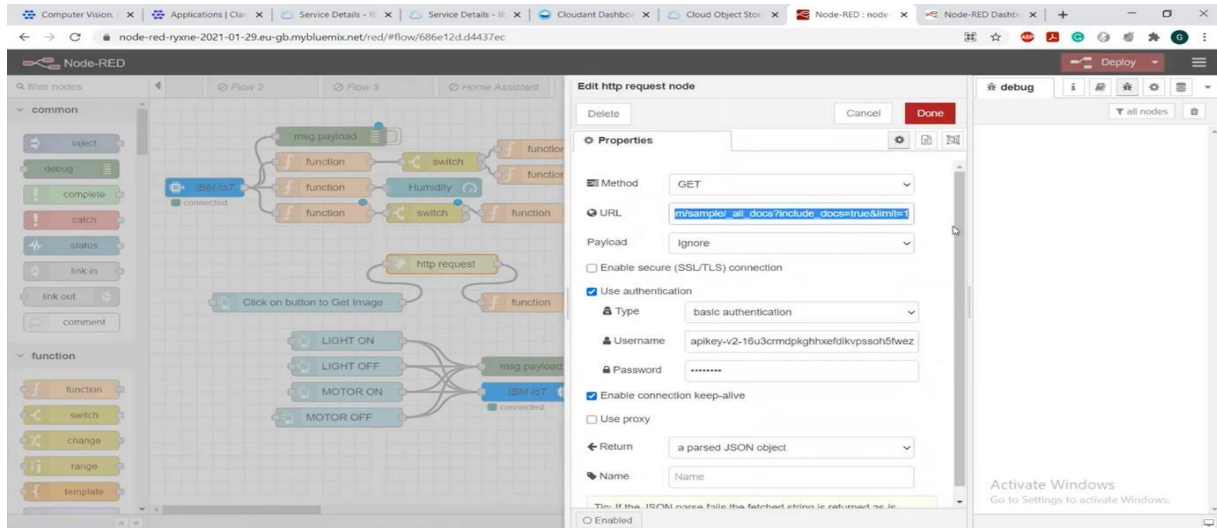 Computer Vision, I
Applications | Clar
Service Details - IE
Service Details - IE
Cloudant Dashboa
Cloud Object Stora
Node-RED : node-
Node-RED Dashbo
node-red-ryxne-2021-01-29.eu-gb.mybluemix.net/red/#flow/686e12d.d4437ec
Node-RED
Deploy
filter nodes
Flow 2
Flow 3
Home Assistant
common
inject
debug
complete
catch
status
link in
link out
comment
function
function
switch
change
range
template
msg.payload
function
switch
function
function
IBM IoT
connected
function
Humidity
function
switch
function
http request
Click on button to Get Image
function
LIGHT ON
LIGHT OFF
MOTOR ON
MOTOR OFF
msg.payload
IBM IoT
connected
Edit http request node
Delete
Cancel
Done
Properties
Method
GET
URL
m/sample/_all_docs?include_docs=true&limit=1
Payload
Ignore
Enable secure (SSL/TLS) connection
Use authentication
Type
basic authentication
Username
apikey-v2-16u3crmdpkghhxefdikvpssoh5fwez
Password
••••••••
Enable connection keep-alive
Use proxy
Return
a parsed JSON object
Name
Name
Tip: If the JSON parse fails the fetched string is returned as is
Enabled
debug
all nodes
Activate Windows
Go to Settings to activate Windows.